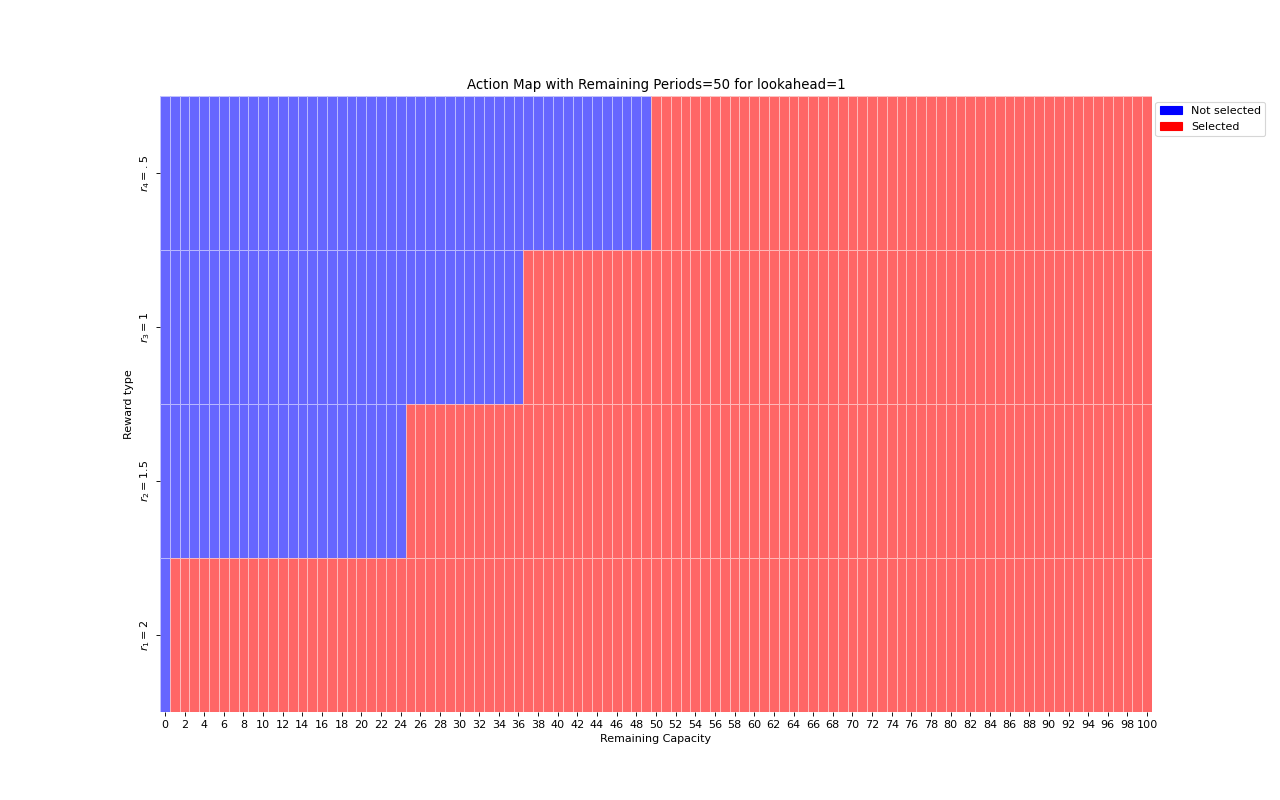 Action Map with Remaining Periods=50 for lookahead=1
Not selected
Selected
r₄ = .5
r₃ = 1
Reward type
r₂ = 1.5
r₁ = 2
0 2 4 6 8 10 12 14 16 18 20 22 24 26 28 30 32 34 36 38 40 42 44 46 48 50 52 54 56 58 60 62 64 66 68 70 72 74 76 78 80 82 84 86 88 90 92 94 96 98 100
Remaining Capacity